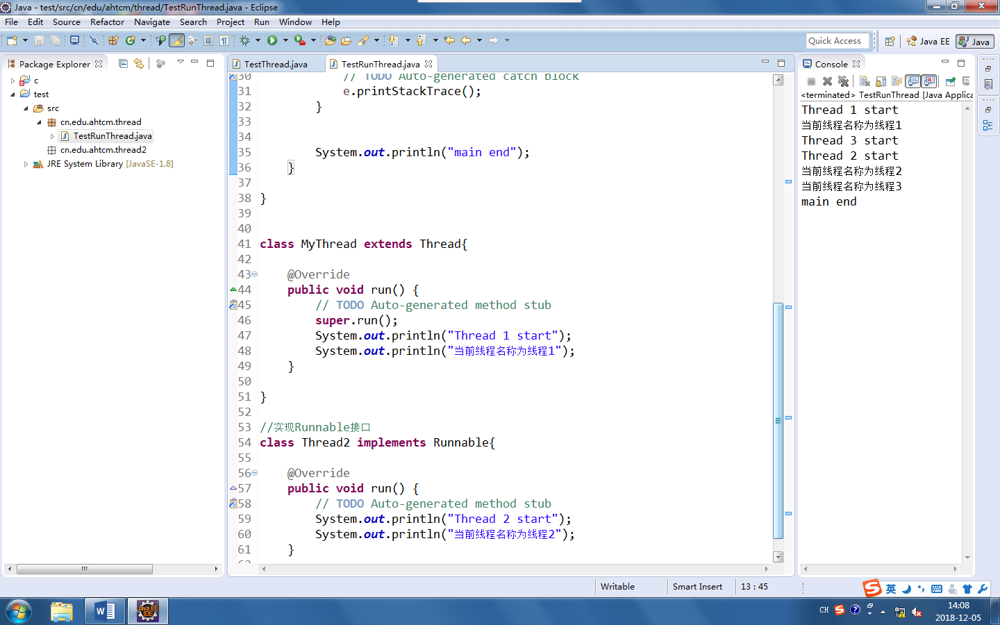 Java - test/src/cn/edu/ahtcm/thread/TestRunThread.java - Eclipse
File Edit Source Refactor Navigate Search Project Run Window Help
Quick Access
Java EE
Java
Package Explorer
c
test
src
cn.edu.ahtcm.thread
TestRunThread.java
cn.edu.ahtcm.thread2
JRE System Library [JavaSE-1.8]
TestThread.java
TestRunThread.java
30 // TODO Auto-generated catch block
31 e.printStackTrace();
32 }
33
34
35 System.out.println("main end");
36 }
37
38 }
39
40
41 class MyThread extends Thread{
42
43 @Override
44 public void run() {
45 // TODO Auto-generated method stub
46 super.run();
47 System.out.println("Thread 1 start");
48 System.out.println("当前线程名称为线程1");
49 }
50
51 }
52
53 //实现Runnable接口
54 class Thread2 implements Runnable{
55
56 @Override
57 public void run() {
58 // TODO Auto-generated method stub
59 System.out.println("Thread 2 start");
60 System.out.println("当前线程名称为线程2");
61 }
Console
<terminated> TestRunThread [Java Applica
Thread 1 start
当前线程名称为线程1
Thread 3 start
Thread 2 start
当前线程名称为线程2
当前线程名称为线程3
main end
Writable
Smart Insert
13 : 45
英
CH
14:08
2018-12-05
Java EE
IDE